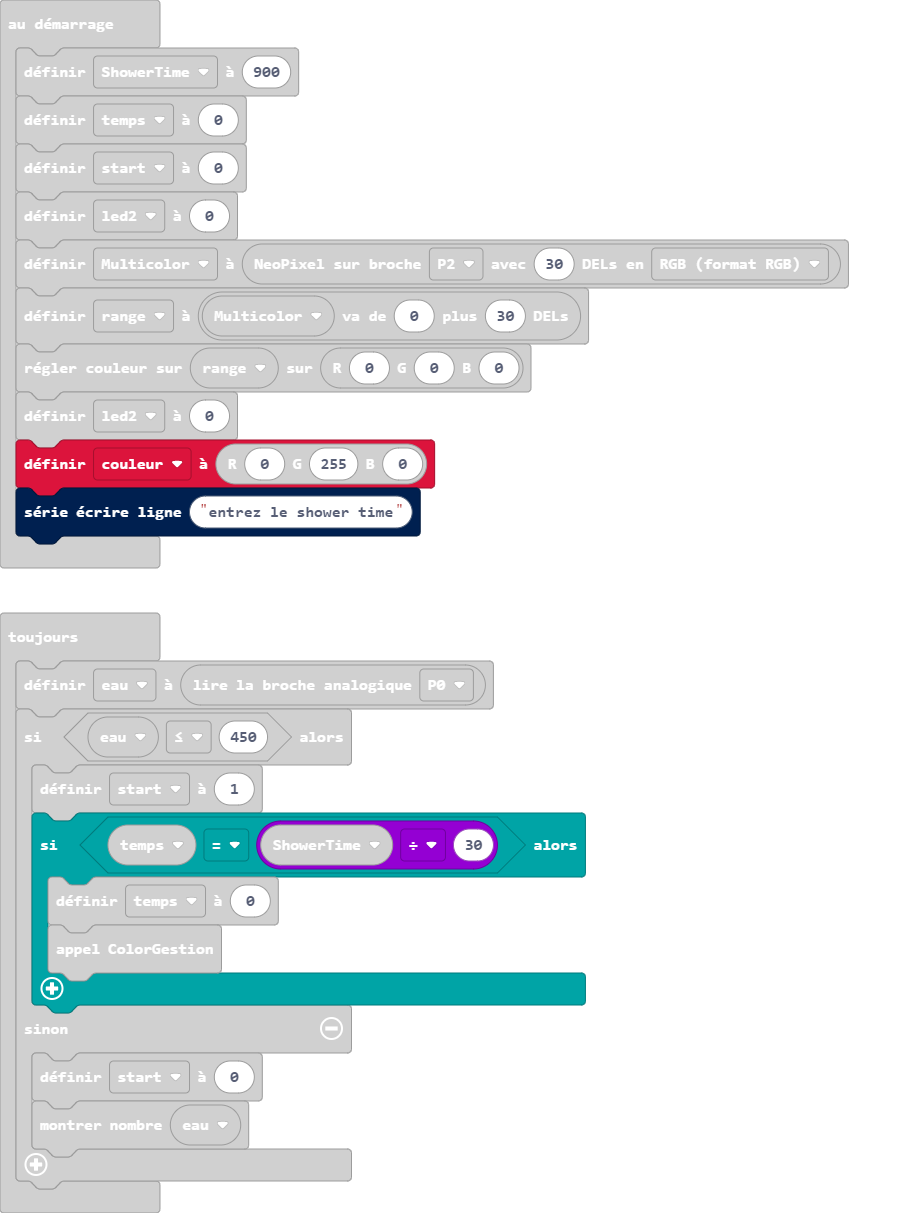 au démarrage
définir ShowerTime à 900
définir temps à 0
définir start à 0
définir led2 à 0
définir Multicolor à NeoPixel sur broche P2 avec 30 DELs en RGB (format RGB)
définir range à Multicolor va de 0 plus 30 DELs
régler couleur sur range sur R 0 G 0 B 0
définir led2 à 0
définir couleur à R 0 G 255 B 0
série écrire ligne "entrez le shower time"
toujours
définir eau à lire la broche analogique P0
si eau ≤ 450 alors
définir start à 1
si temps = ShowerTime ÷ 30 alors
définir temps à 0
appel ColorGestion
sinon
définir start à 0
montrer nombre eau